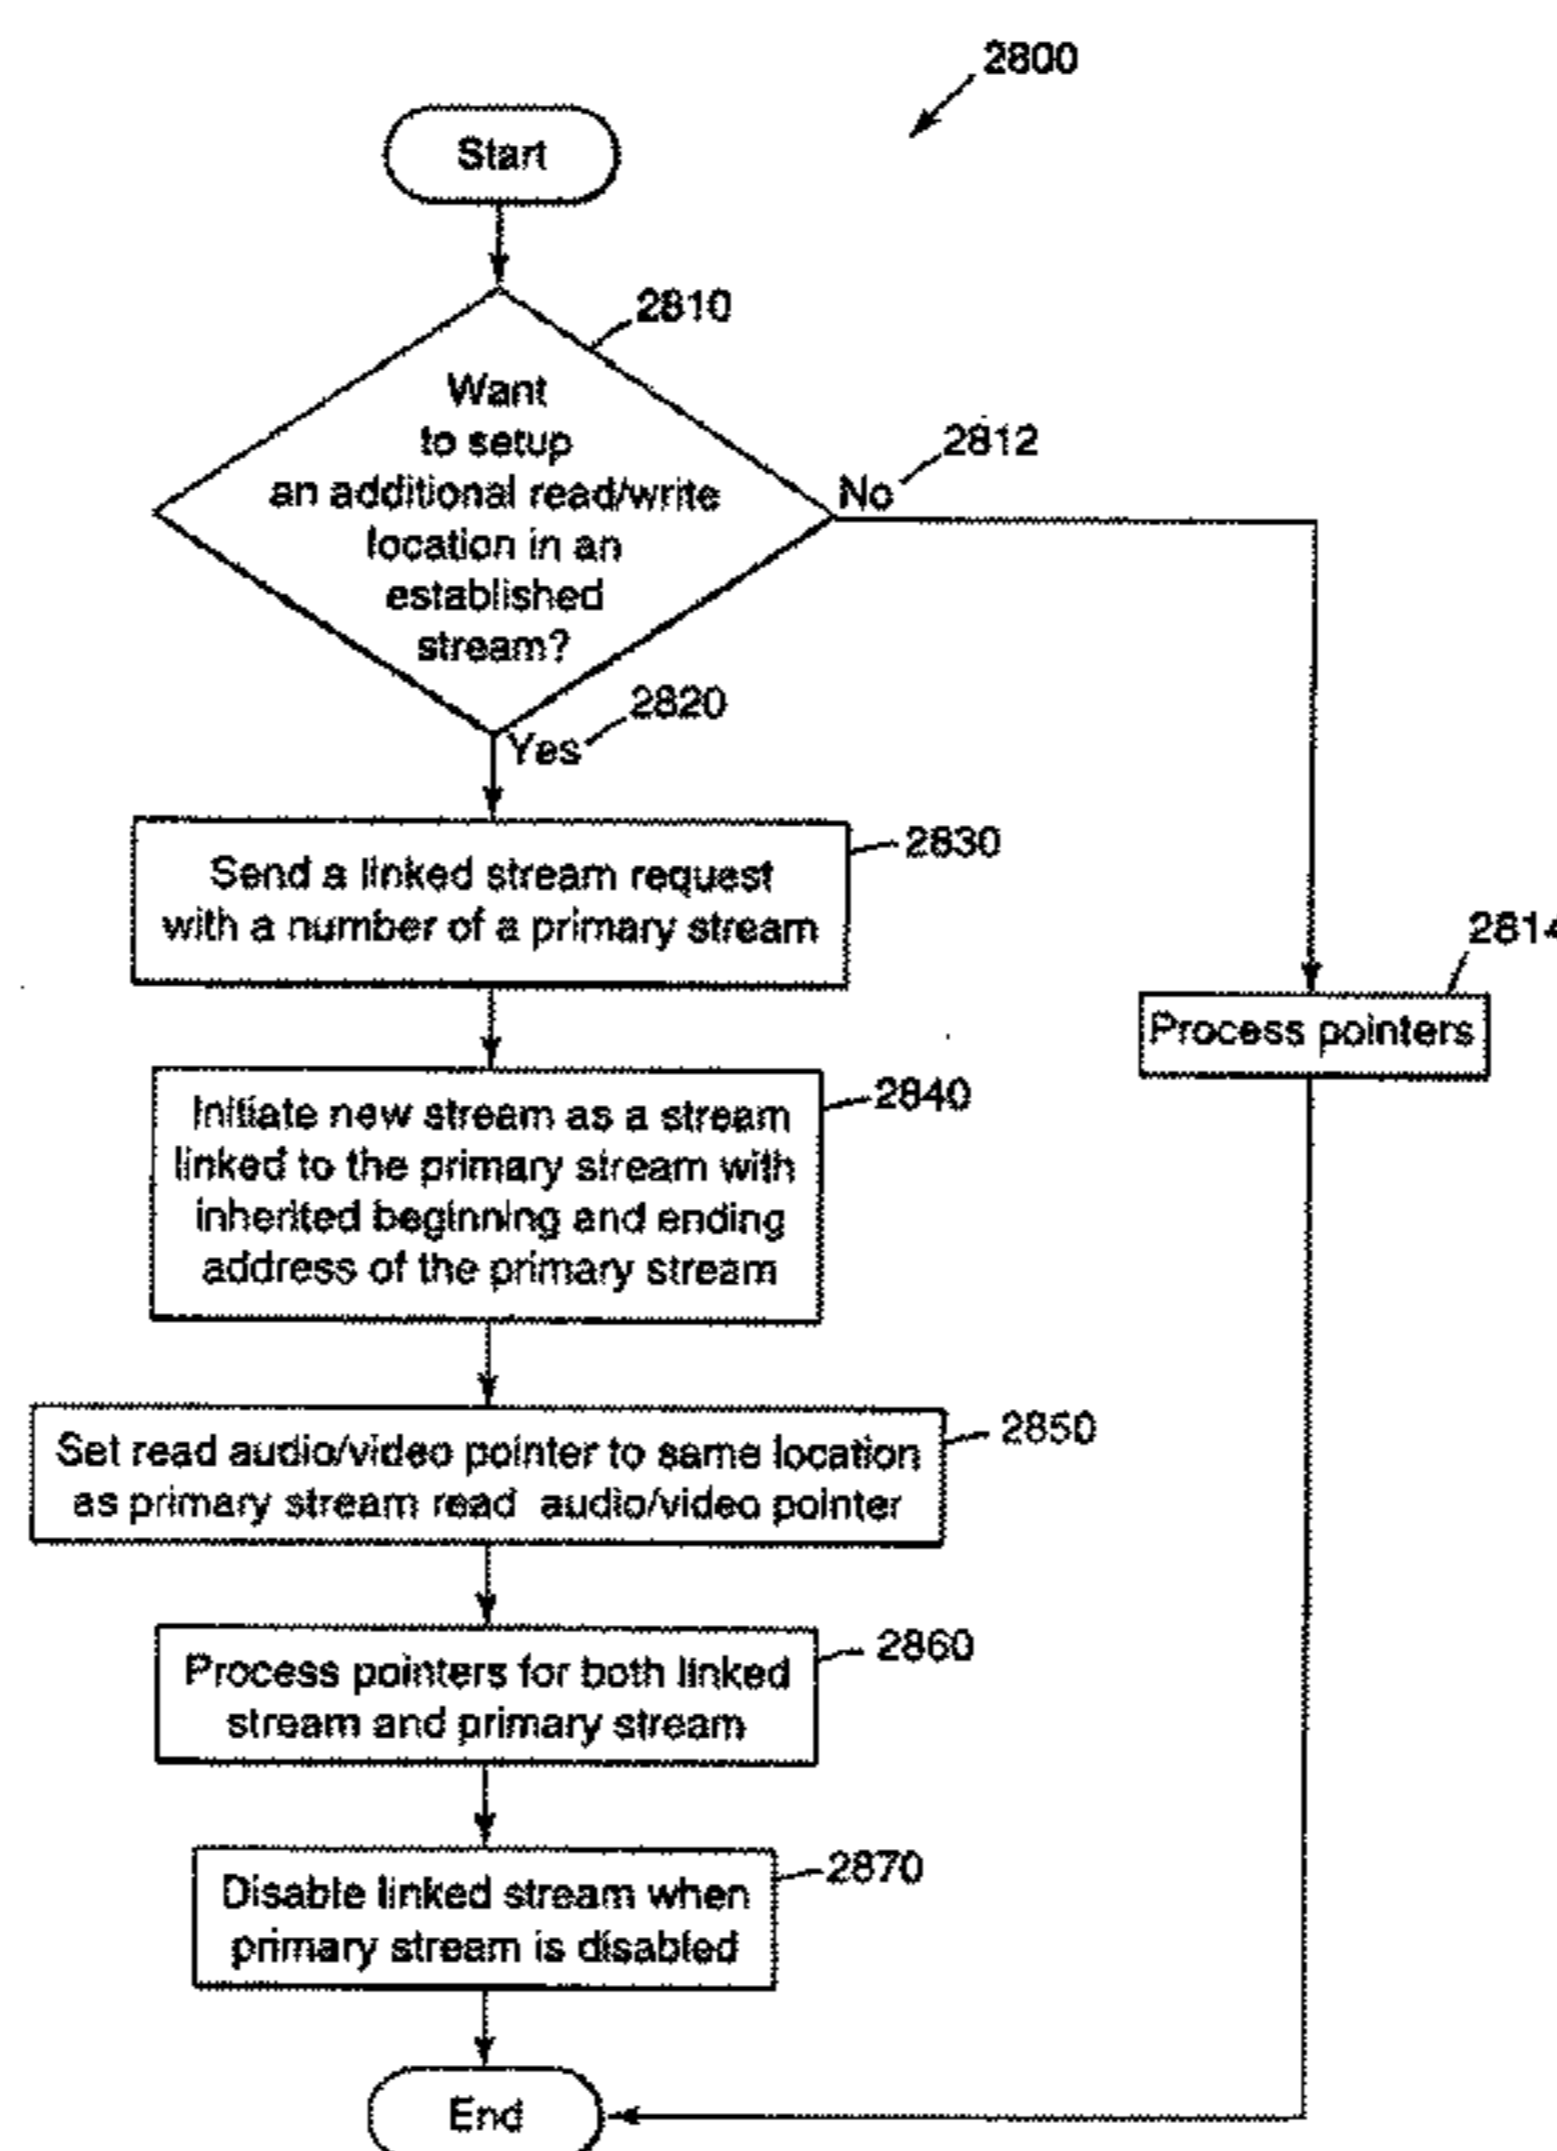 2800
Start
2810
Want
to setup
an additional read/write
location in an
established
stream?
No
2812
Yes
2820
Send a linked stream request
with a number of a primary stream
2830
Process pointers
2814
Initiate new stream as a stream
linked to the primary stream with
inherited beginning and ending
address of the primary stream
2840
Set read audio/video pointer to same location
as primary stream read audio/video pointer
2850
Process pointers for both linked
stream and primary stream
2860
Disable linked stream when
primary stream is disabled
2870
End